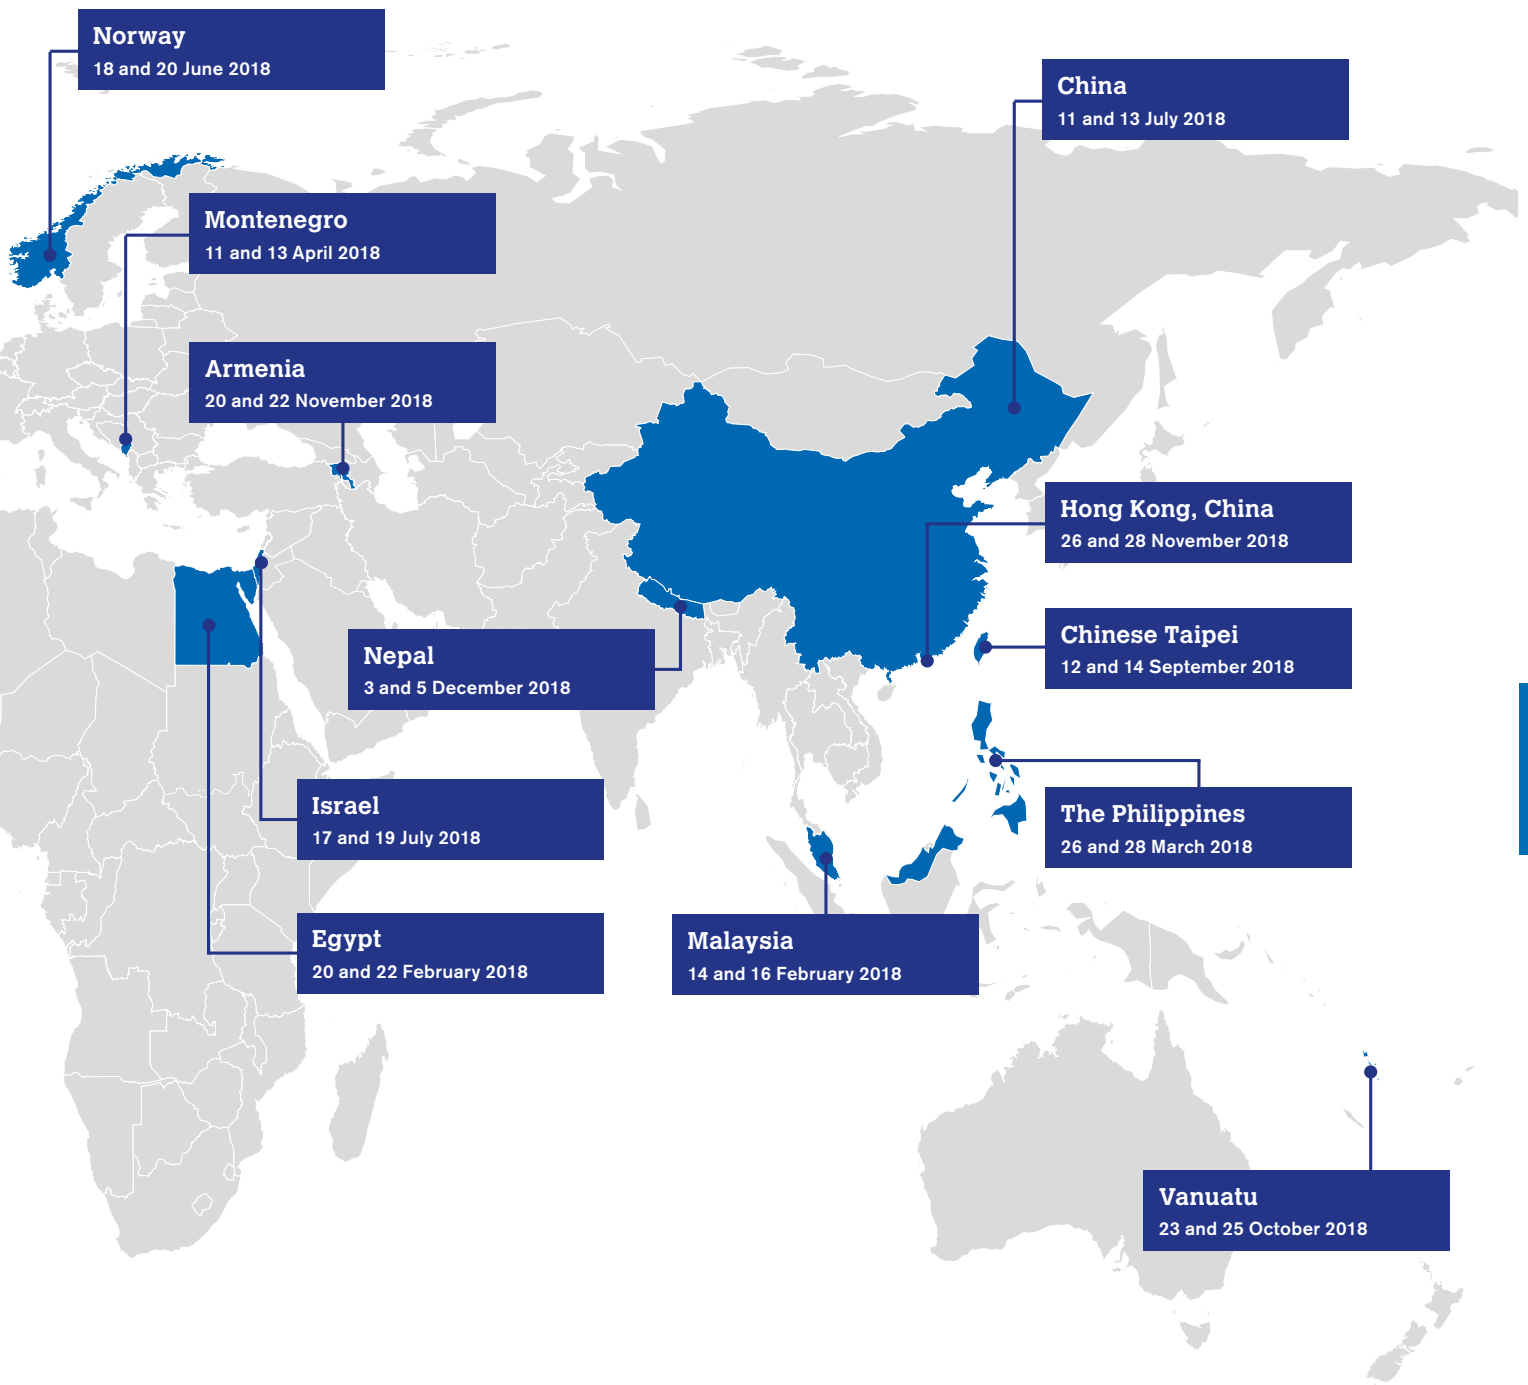 Norway
18 and 20 June 2018
China
11 and 13 July 2018
Montenegro
11 and 13 April 2018
Armenia
20 and 22 November 2018
Hong Kong, China
26 and 28 November 2018
Chinese Taipei
12 and 14 September 2018
Nepal
3 and 5 December 2018
Israel
17 and 19 July 2018
The Philippines
26 and 28 March 2018
Egypt
20 and 22 February 2018
Malaysia
14 and 16 February 2018
Vanuatu
23 and 25 October 2018